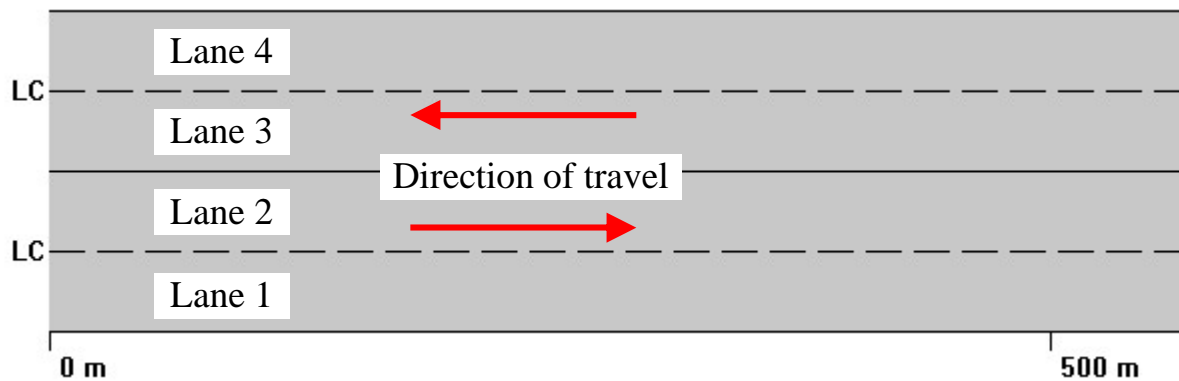 Lane 4
LC
Lane 3
Direction of travel
Lane 2
LC
Lane 1
0 m
500 m